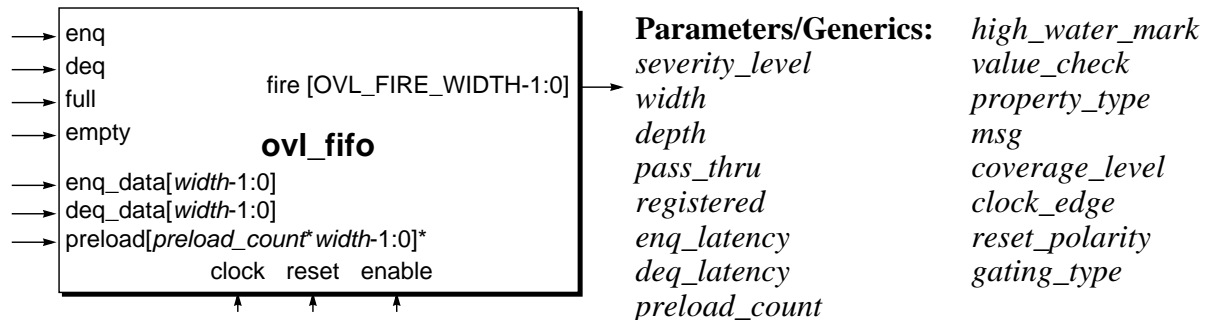 enq
deq
full
empty
fire [OVL_FIRE_WIDTH-1:0]
ovl_fifo
enq_data[width-1:0]
deq_data[width-1:0]
preload[preload_count*width-1:0]*
clock reset enable
Parameters/Generics:
severity_level
width
depth
pass_thru
registered
enq_latency
deq_latency
preload_count
high_water_mark
value_check
property_type
msg
coverage_level
clock_edge
reset_polarity
gating_type